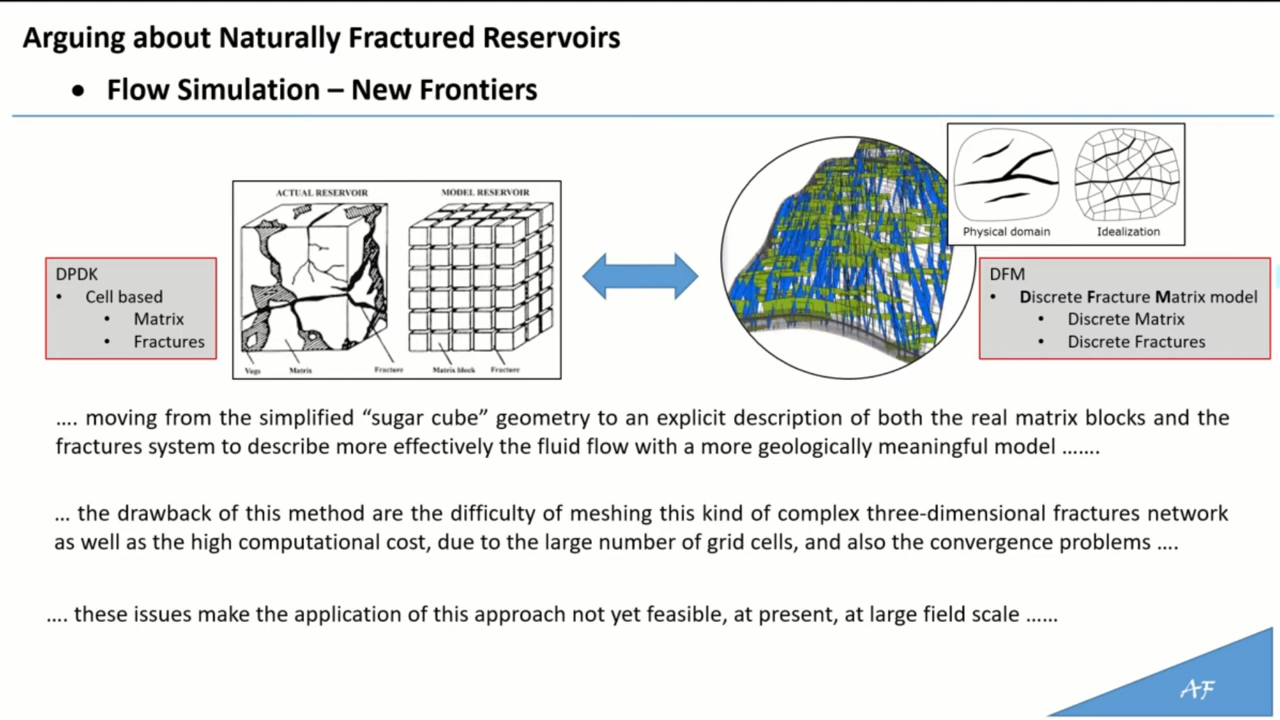 Arguing about Naturally Fractured Reservoirs
• Flow Simulation – New Frontiers
ACTUAL RESERVOIR
MODEL RESERVOIR
Vugs
Matrix
Fracture
Matrix block
Fracture
Physical domain
Idealization
DPDK
• Cell based
• Matrix
• Fractures
DFM
• Discrete Fracture Matrix model
• Discrete Matrix
• Discrete Fractures
.... moving from the simplified “sugar cube” geometry to an explicit description of both the real matrix blocks and the
fractures system to describe more effectively the fluid flow with a more geologically meaningful model .......
... the drawback of this method are the difficulty of meshing this kind of complex three-dimensional fractures network
as well as the high computational cost, due to the large number of grid cells, and also the convergence problems ....
.... these issues make the application of this approach not yet feasible, at present, at large field scale ......
AF